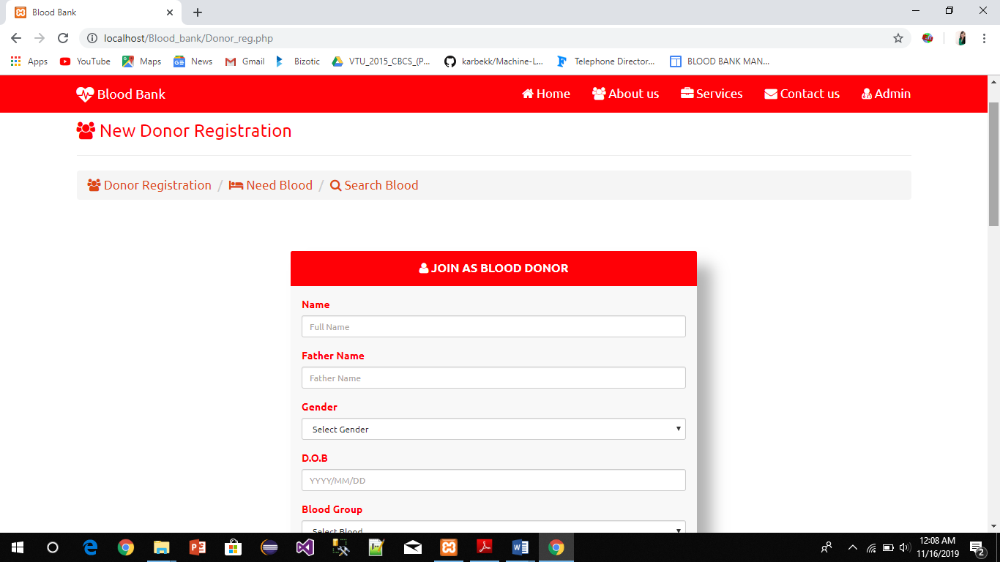 Blood Bank
localhost/Blood_bank/Donor_reg.php
Apps YouTube Maps News Gmail Bizotic VTU_2015_CBCS_(P... karbekk/Machine-L... Telephone Director... BLOOD BANK MAN...
Blood Bank Home About us Services Contact us Admin
New Donor Registration
Donor Registration / Need Blood / Search Blood
JOIN AS BLOOD DONOR
Name
Full Name
Father Name
Father Name
Gender
Select Gender
D.O.B
YYYY/MM/DD
Blood Group
Select Blood
12:08 AM
11/16/2019
2